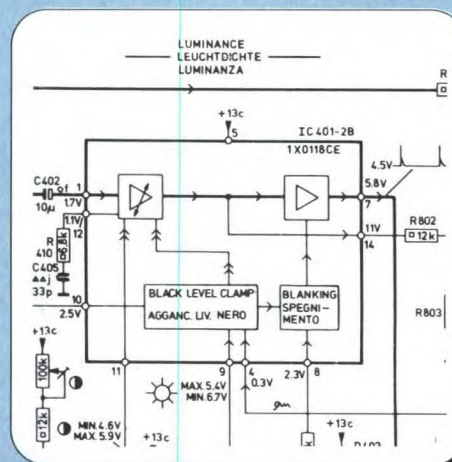 LUMINANCE
LEUCHTDICHTE
LUMINANZA
R
+13c
5
IC401-2B
1X0118CE
4.5V
C402
10µ
1
1.7V
1.1V
12
5.8V
7
11V
14
R802
12k
R
410
6.8k
C405
j
33p
10
2.5V
BLACK LEVEL CLAMP
AGGANC. LIV. NERO
BLANKING
SPEGNI-
MENTO
R803
+13c
100k
12k
11
MIN.4.6V
MAX.5.9V
MAX.5.4V
MIN.6.7V
9
4
0.3V
2.3V
8
+13c
+13c